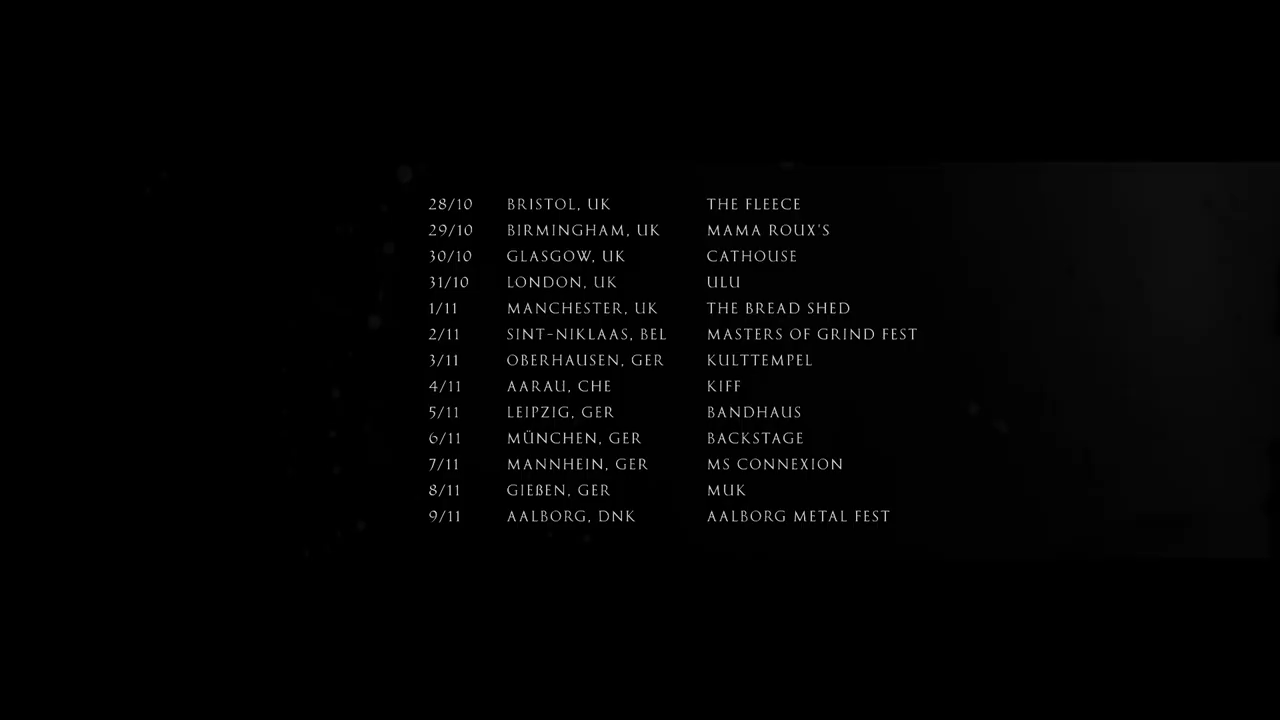 28/10 BRISTOL, UK THE FLEECE
29/10 BIRMINGHAM, UK MAMA ROUX'S
30/10 GLASGOW, UK CATHOUSE
31/10 LONDON, UK ULU
1/11 MANCHESTER, UK THE BREAD SHED
2/11 SINT-NIKLAAS, BEL MASTERS OF GRIND FEST
3/11 OBERHAUSEN, GER KULTTEMPEL
4/11 AARAU, CHE KIFF
5/11 LEIPZIG, GER BANDHAUS
6/11 MÜNCHEN, GER BACKSTAGE
7/11 MANNHEIN, GER MS CONNEXION
8/11 GIEßEN, GER MUK
9/11 AALBORG, DNK AALBORG METAL FEST